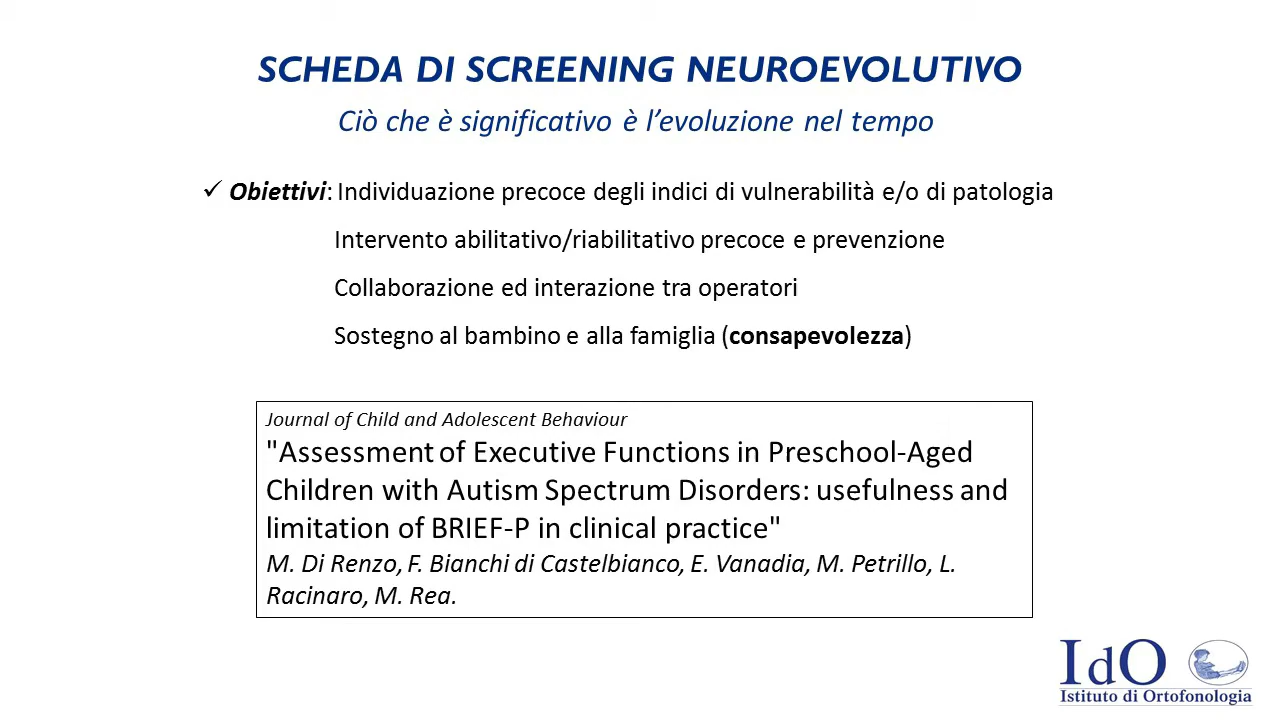 SCHEDA DI SCREENING NEUROEVOLUTIVO
Ciò che è significativo è l’evoluzione nel tempo
✓ Obiettivi: Individuazione precoce degli indici di vulnerabilità e/o di patologia
Intervento abilitativo/riabilitativo precoce e prevenzione
Collaborazione ed interazione tra operatori
Sostegno al bambino e alla famiglia (consapevolezza)
Journal of Child and Adolescent Behaviour
"Assessment of Executive Functions in Preschool-Aged
Children with Autism Spectrum Disorders: usefulness and
limitation of BRIEF-P in clinical practice"
M. Di Renzo, F. Bianchi di Castelbianco, E. Vanadia, M. Petrillo, L.
Racinaro, M. Rea.
IdO
Istituto di Ortofonologia